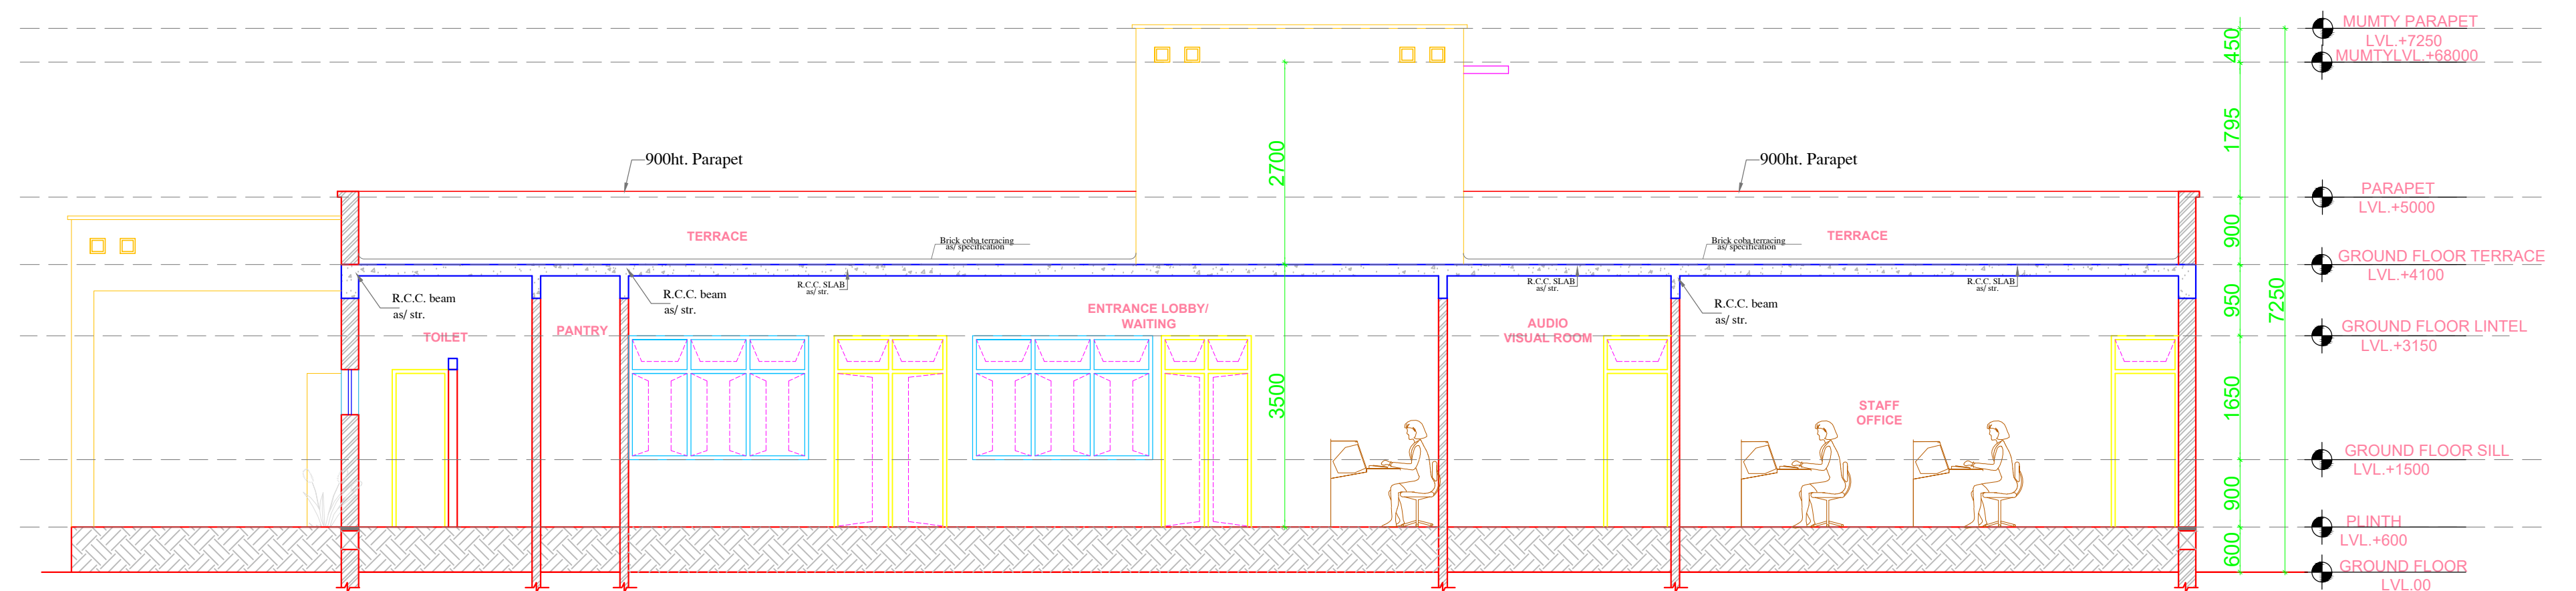 MUMTY PARAPET
LVL.+7250
MUMTYLVL.+68000
450
2700
1795
7250
900ht. Parapet
900ht. Parapet
PARAPET
LVL.+5000
TERRACE
Brick coba terracing
as/ specification
Brick coba terracing
as/ specification
TERRACE
900
GROUND FLOOR TERRACE
LVL.+4100
R.C.C. beam
as/ str.
R.C.C. beam
as/ str.
R.C.C. SLAB
as/ str.
R.C.C. SLAB
as/ str.
R.C.C. beam
as/ str.
R.C.C. SLAB
as/ str.
950
TOILET
PANTRY
ENTRANCE LOBBY/
WAITING
AUDIO
VISUAL ROOM
GROUND FLOOR LINTEL
LVL.+3150
3500
STAFF
OFFICE
1650
GROUND FLOOR SILL
LVL.+1500
900
PLINTH
LVL.+600
600
GROUND FLOOR
LVL.00